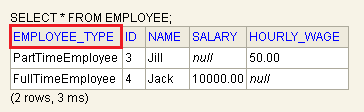 SELECT * FROM EMPLOYEE;
EMPLOYEE_TYPE ID NAME SALARY HOURLY_WAGE
PartTimeEmployee 3 Jill null 50.00
FullTimeEmployee 4 Jack 10000.00 null
(2 rows, 3 ms)